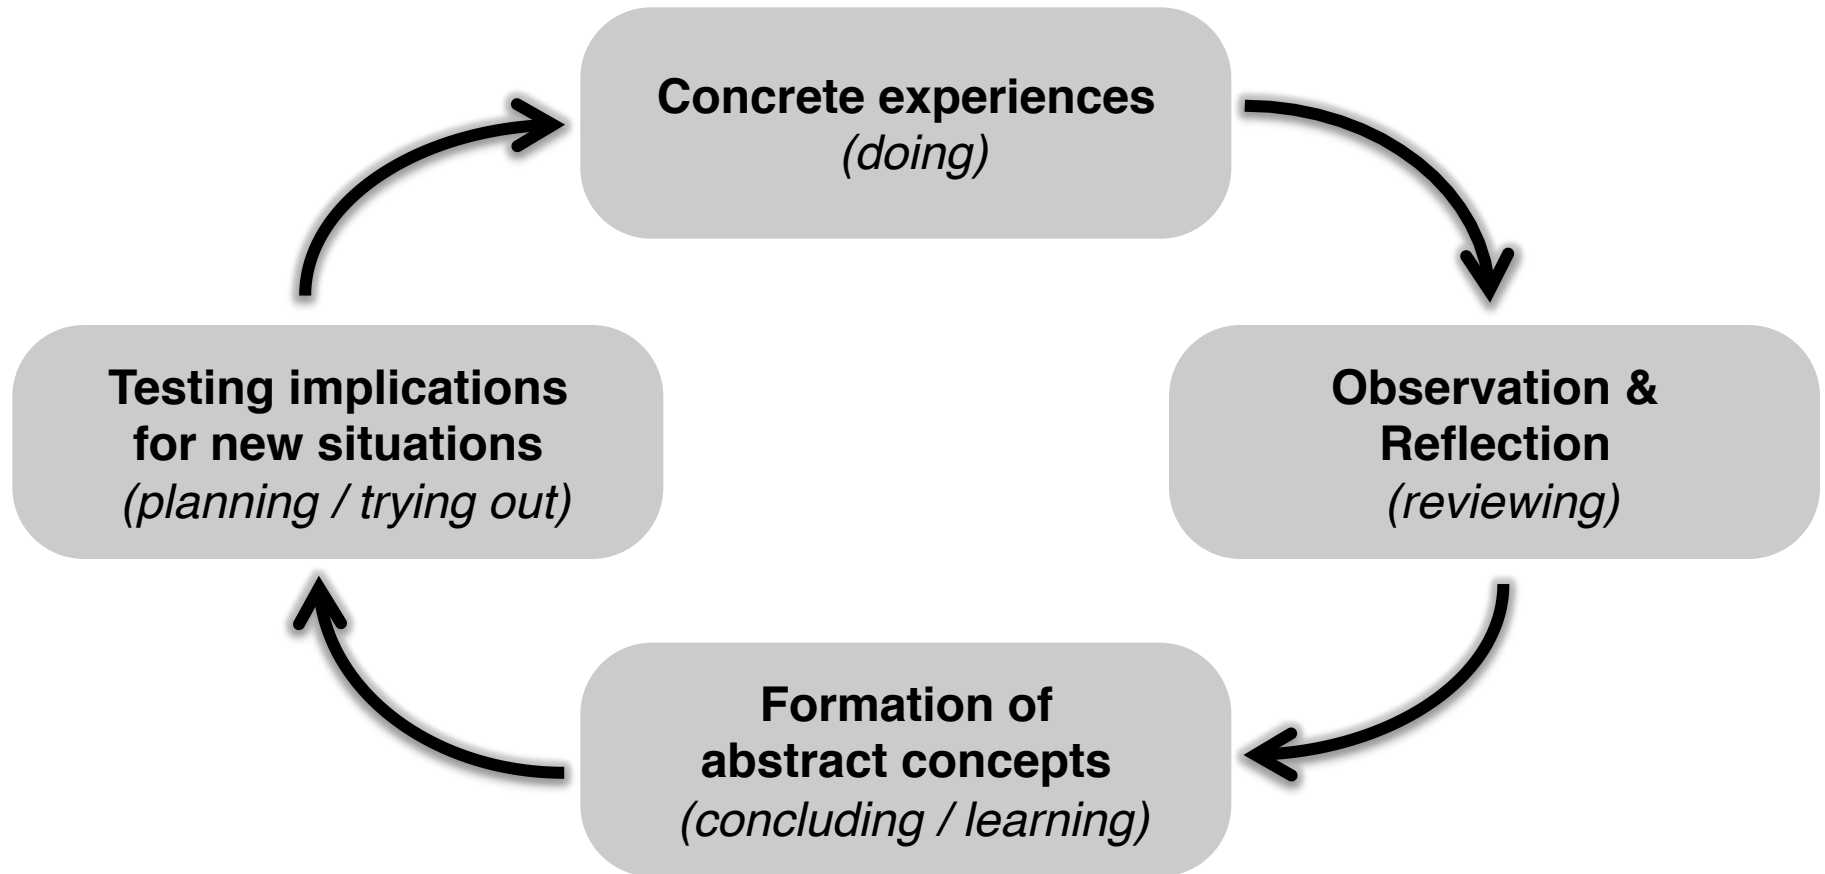 Concrete experiences
(doing)
Observation &
Reflection
(reviewing)
Formation of
abstract concepts
(concluding / learning)
Testing implications
for new situations
(planning / trying out)